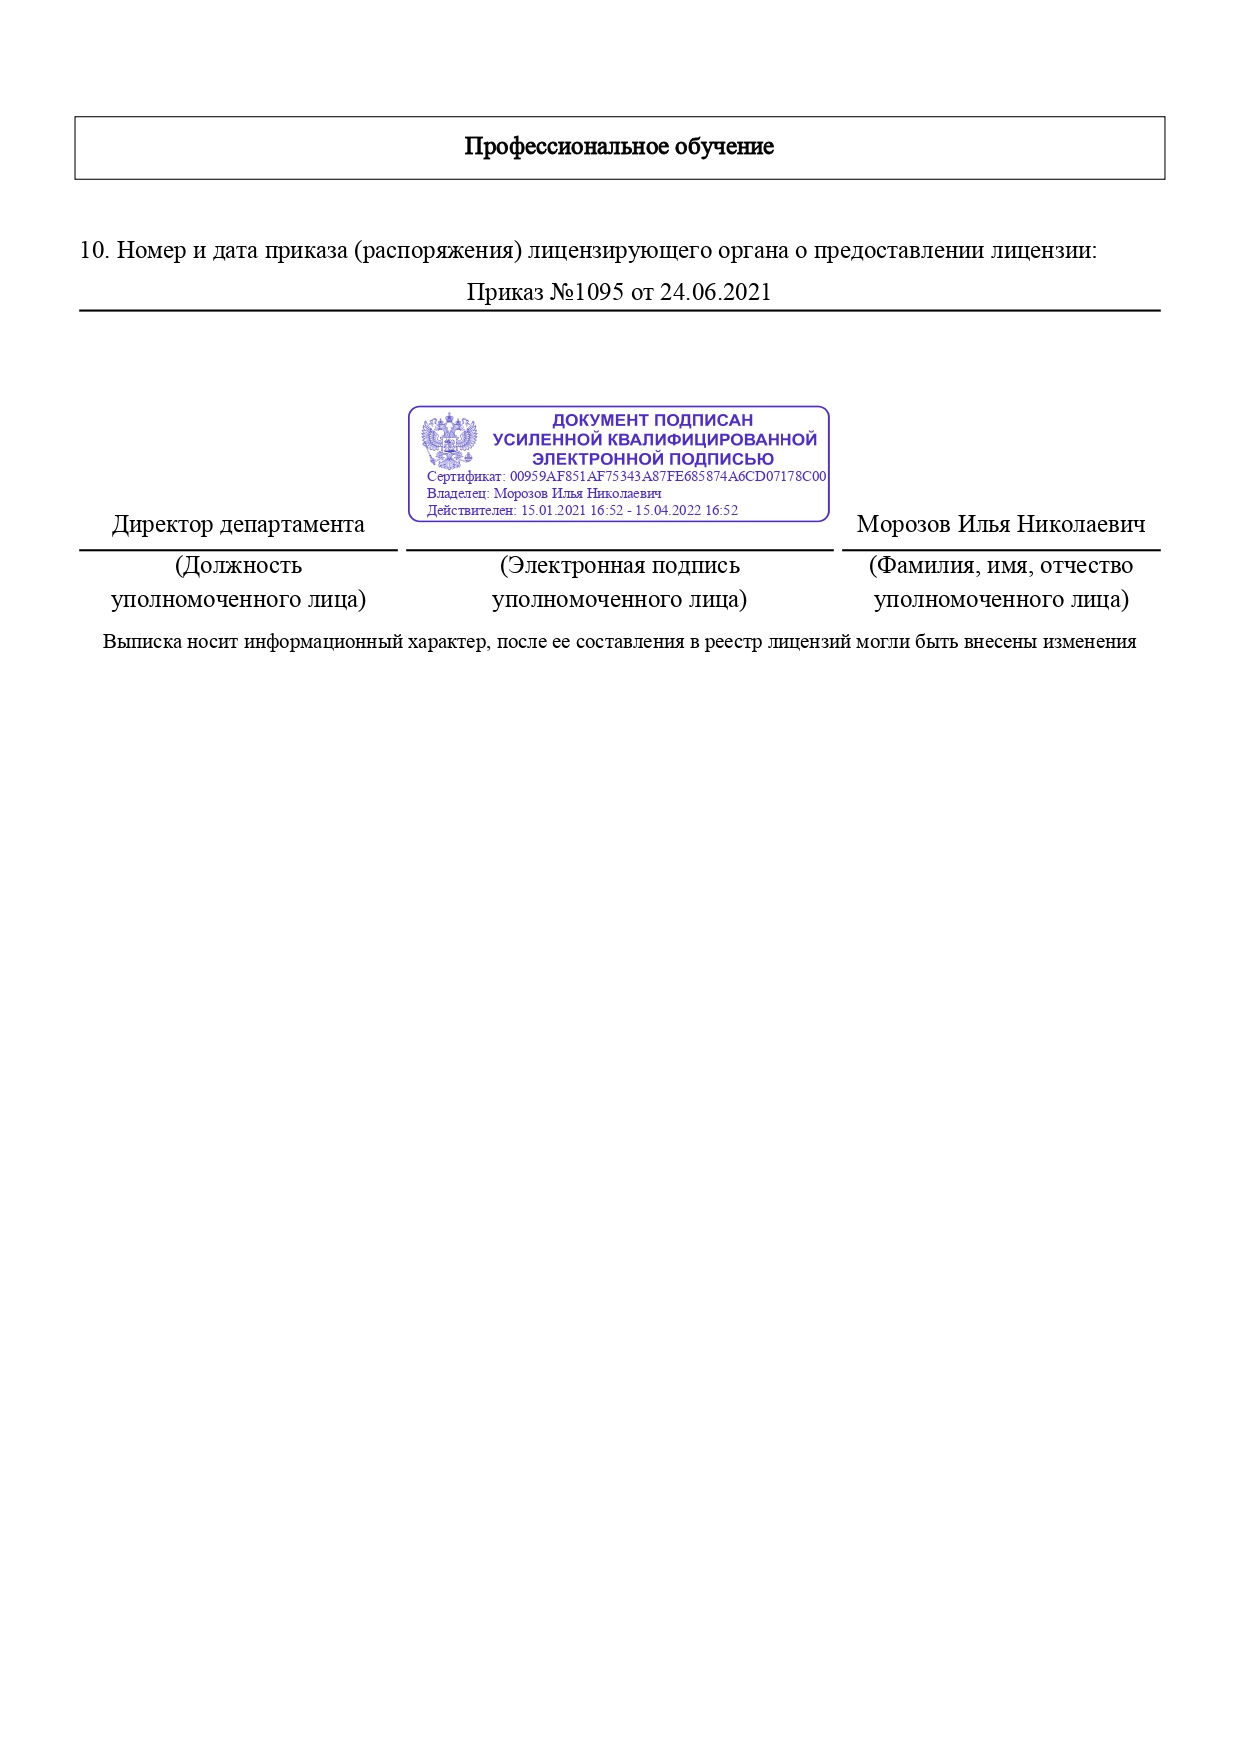 Профессиональное обучение
10. Номер и дата приказа (распоряжения) лицензирующего органа о предоставлении лицензии:
Приказ №1095 от 24.06.2021
ДОКУМЕНТ ПОДПИСАН
УСИЛЕННОЙ КВАЛИФИЦИРОВАННОЙ
ЭЛЕКТРОННОЙ ПОДПИСЬЮ
Сертификат: 00959AF851AF75343A87FE685874A6CD07178C00
Владелец: Морозов Илья Николаевич
Действителен: 15.01.2021 16:52 - 15.04.2022 16:52
Директор департамента
Морозов Илья Николаевич
(Должность
уполномоченного лица)
(Электронная подпись
уполномоченного лица)
(Фамилия, имя, отчество
уполномоченного лица)
Выписка носит информационный характер, после ее составления в реестр лицензий могли быть внесены изменения